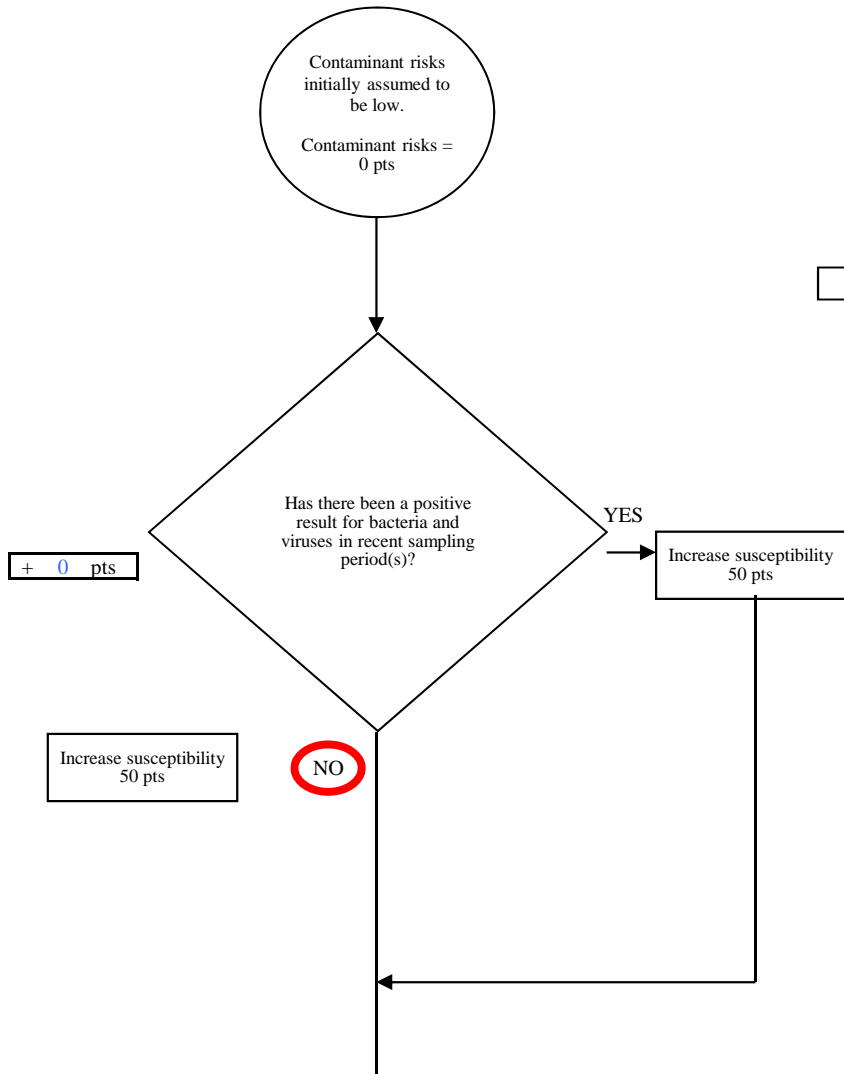 Contaminant risks
initially assumed to
be low.
Contaminant risks =
0 pts
Has there been a positive
result for bacteria and
viruses in recent sampling
period(s)?
YES
Increase susceptibility
50 pts
+ 0 pts
Increase susceptibility
50 pts
NO